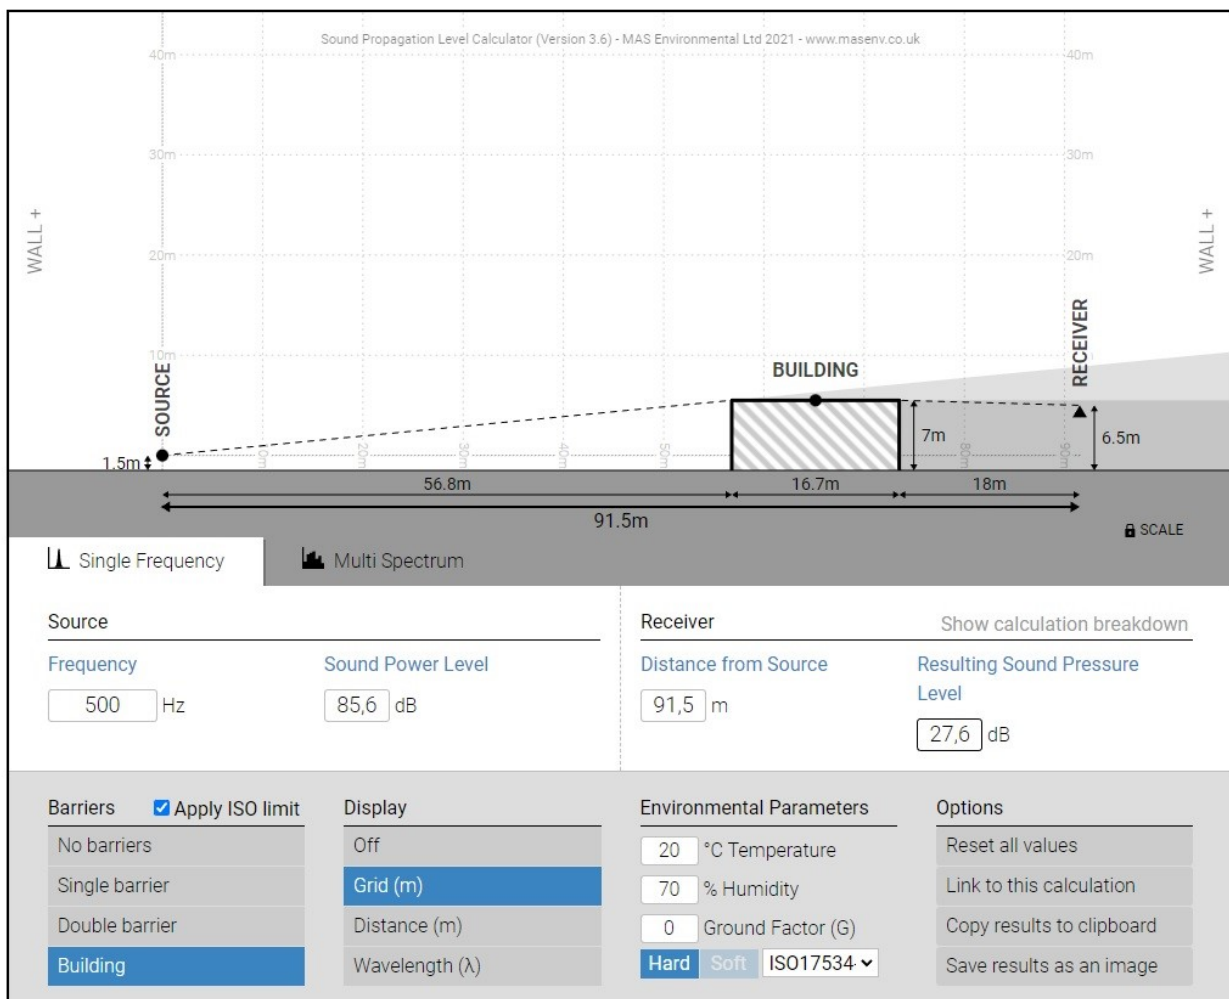 Sound Propagation Level Calculator (Version 3.6) - MAS Environmental Ltd 2021 - www.masenv.co.uk
40m
40m
30m
30m
WALL +
WALL +
20m
20m
10m
SOURCE
BUILDING
RECEIVER
1.5m
0m
20m
30m
40m
50m
7m
80m
90m
6.5m
56.8m
16.7m
18m
91.5m
SCALE
Single Frequency
Multi Spectrum
Source
Frequency
Sound Power Level
500 Hz
85,6 dB
Receiver
Show calculation breakdown
Distance from Source
Resulting Sound Pressure
Level
91,5 m
27,6 dB
Barriers
Apply ISO limit
No barriers
Single barrier
Double barrier
Building
Display
Off
Grid (m)
Distance (m)
Wavelength (λ)
Environmental Parameters
20 °C Temperature
70 % Humidity
0 Ground Factor (G)
Hard Soft ISO17534-
Options
Reset all values
Link to this calculation
Copy results to clipboard
Save results as an image